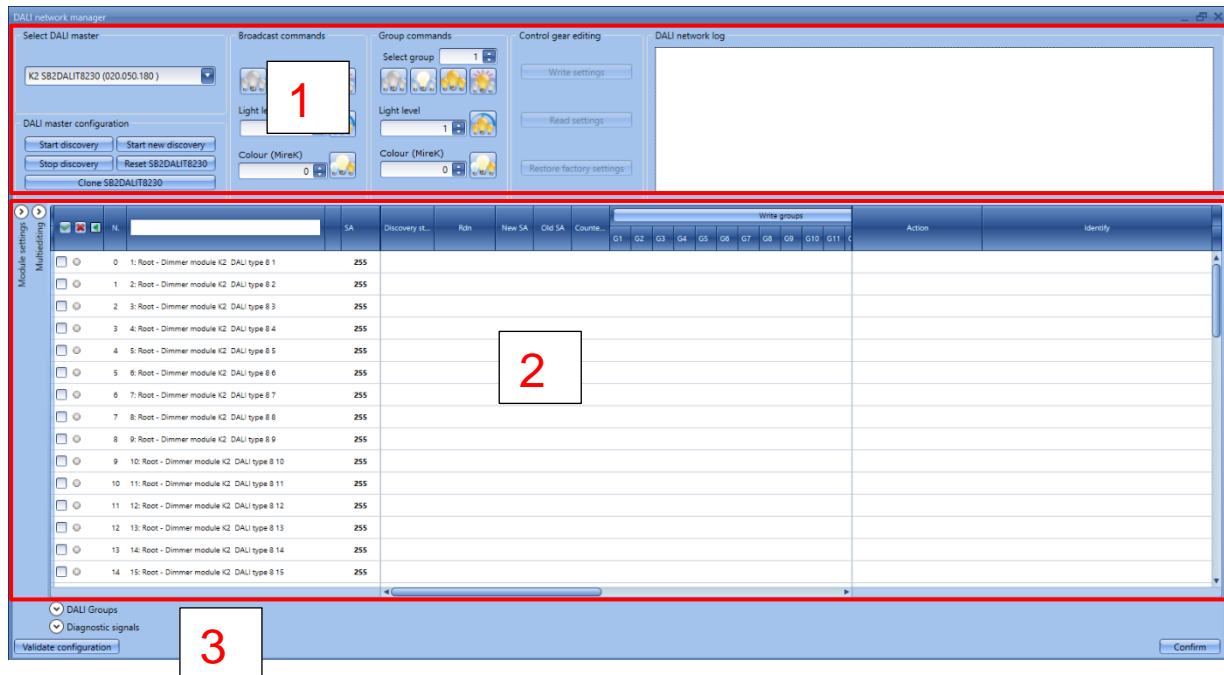 DALI network manager
Select DALI master
Broadcast commands
Group commands
Control gear editing
DALI network log
Select group 1
K2 SB2DALIT8230 (020.050.180 )
Write settings
1
Light level
1
Read settings
DALI master configuration
Start discovery Start new discovery
Stop discovery Reset SB2DALIT8230
Clone SB2DALIT8230
Colour (MireK)
0
Colour (MireK)
0
Restore factory settings
Module settings
Multiediting
N. SA Discovery st... Rdn New SA Old SA Counte... Write groups Action Identify
G1 G2 G3 G4 G5 G6 G7 G8 G9 G10 G11
0 1: Root - Dimmer module K2 DALI type 8 1 255
1 2: Root - Dimmer module K2 DALI type 8 2 255
2 3: Root - Dimmer module K2 DALI type 8 3 255
3 4: Root - Dimmer module K2 DALI type 8 4 255
4 5: Root - Dimmer module K2 DALI type 8 5 255
5 6: Root - Dimmer module K2 DALI type 8 6 255
6 7: Root - Dimmer module K2 DALI type 8 7 255
7 8: Root - Dimmer module K2 DALI type 8 8 255
8 9: Root - Dimmer module K2 DALI type 8 9 255
9 10: Root - Dimmer module K2 DALI type 8 10 255
10 11: Root - Dimmer module K2 DALI type 8 11 255
11 12: Root - Dimmer module K2 DALI type 8 12 255
12 13: Root - Dimmer module K2 DALI type 8 13 255
13 14: Root - Dimmer module K2 DALI type 8 14 255
14 15: Root - Dimmer module K2 DALI type 8 15 255
2
DALI Groups
Diagnostic signals
3
Validate configuration
Confirm